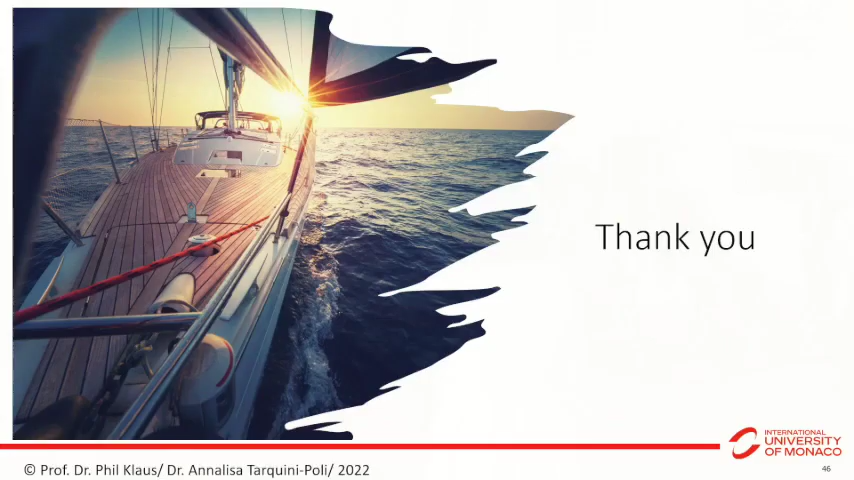 Thank you
INTERNATIONAL
UNIVERSITY
OF MONACO
© Prof. Dr. Phil Klaus/ Dr. Annalisa Tarquini-Poli/ 2022
46